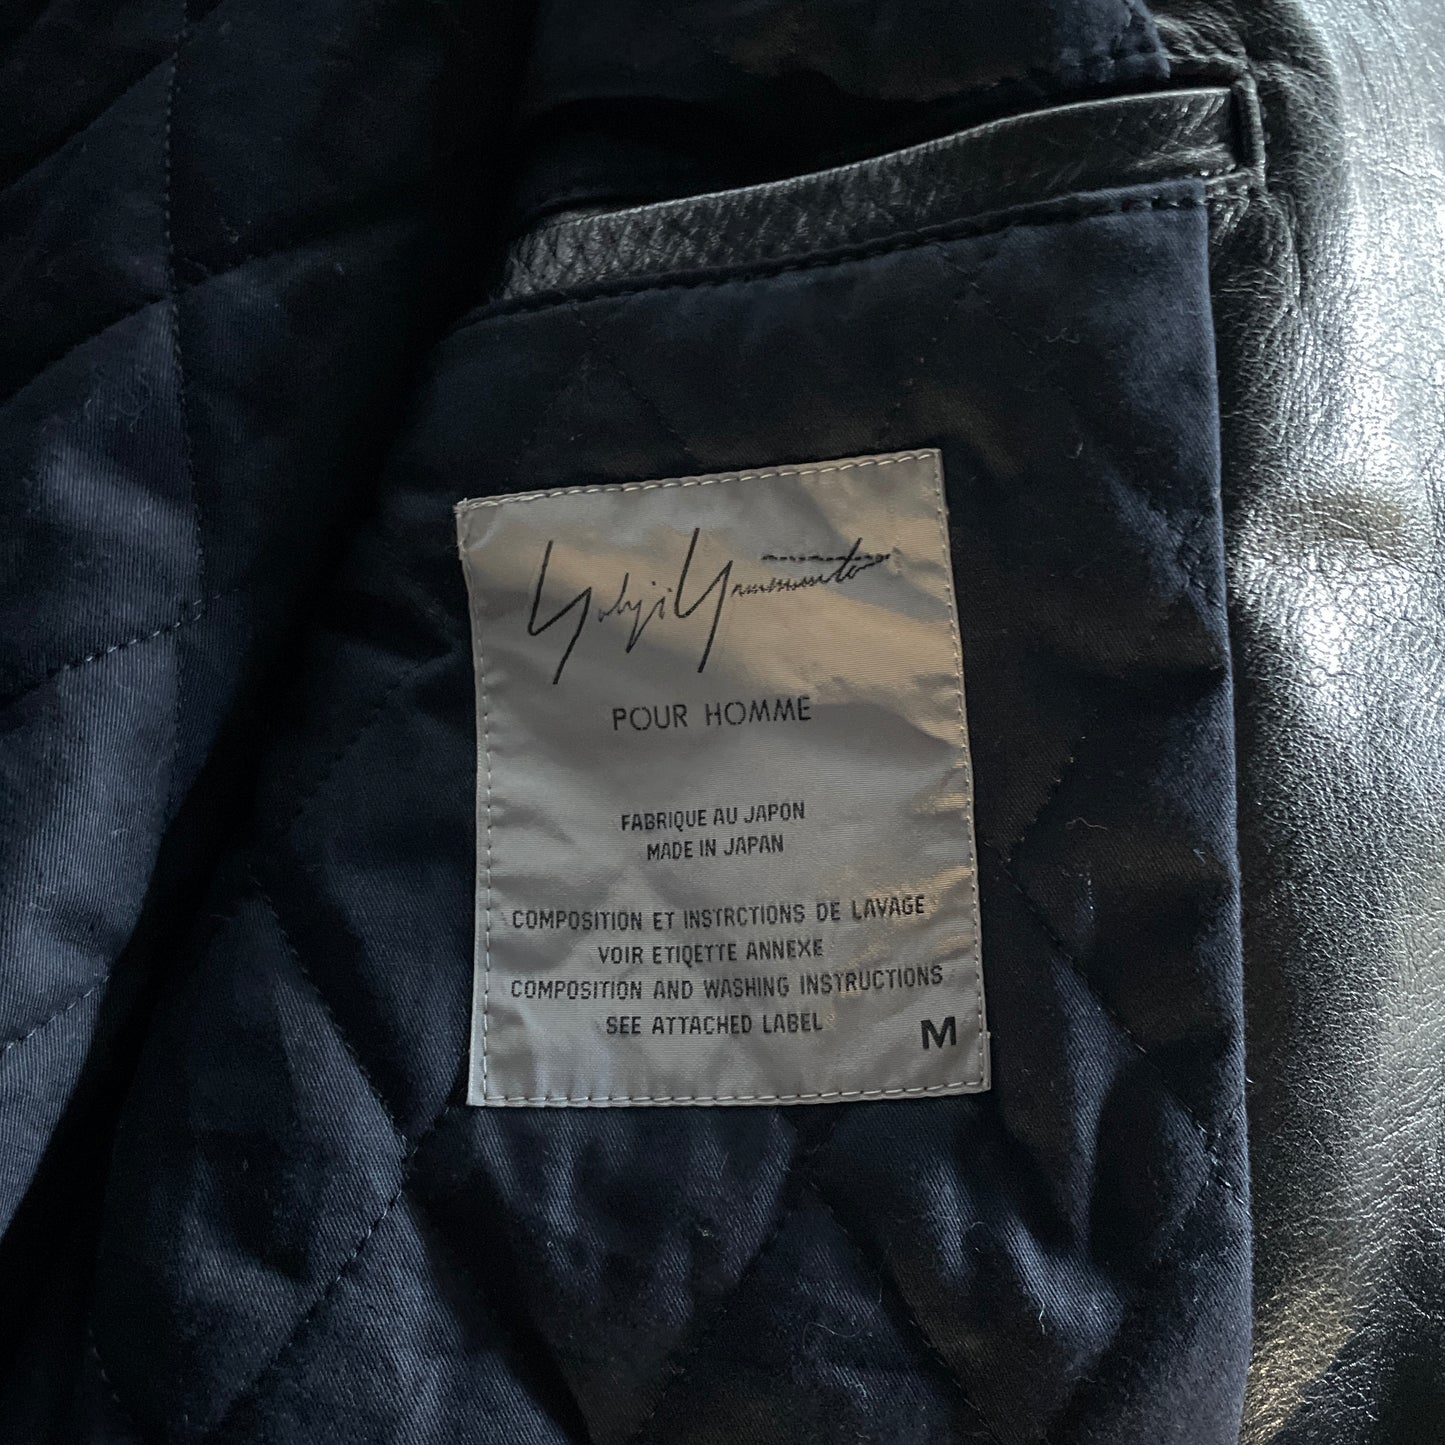 Yohji Yamamoto
POUR HOMME
FABRIQUE AU JAPON
MADE IN JAPAN
COMPOSITION ET INSTRCTIONS DE LAVAGE
VOIR ETIQETTE ANNEXE
COMPOSITION AND WASHING INSTRUCTIONS
SEE ATTACHED LABEL
M